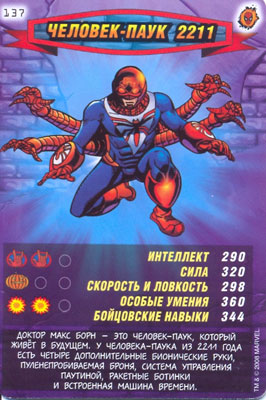 137
ЧЕЛОВЕК-ПАУК 2211
ИНТЕЛЛЕКТ 290
СИЛА 320
СКОРОСТЬ И ЛОВКОСТЬ 298
ОСОБЫЕ УМЕНИЯ 360
БОЙЦОВСКИЕ НАВЫКИ 344
ДОКТОР МАКС БОРН – ЭТО ЧЕЛОВЕК-ПАУК, КОТОРЫЙ
ЖИВЁТ В БУДУЩЕМ. У ЧЕЛОВЕКА-ПАУКА ИЗ 2211 ГОДА
ЕСТЬ ЧЕТЫРЕ ДОПОЛНИТЕЛЬНЫЕ БИОНИЧЕСКИЕ РУКИ,
ПУЛЕНЕПРОБИВАЕМАЯ БРОНЯ, СИСТЕМА УПРАВЛЕНИЯ
ПАУТИНОЙ, РАКЕТНЫЕ БОТИНКИ
И ВСТРОЕННАЯ МАШИНА ВРЕМЕНИ.
TM & © 2008 MARVEL